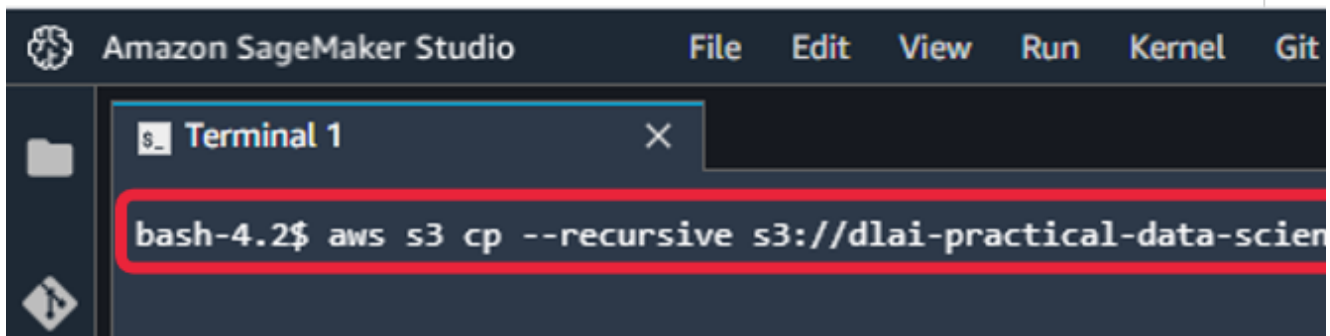 Amazon SageMaker Studio File Edit View Run Kernel Git
$_ Terminal 1
bash-4.2$ aws s3 cp --recursive s3://dlai-practical-data-scien